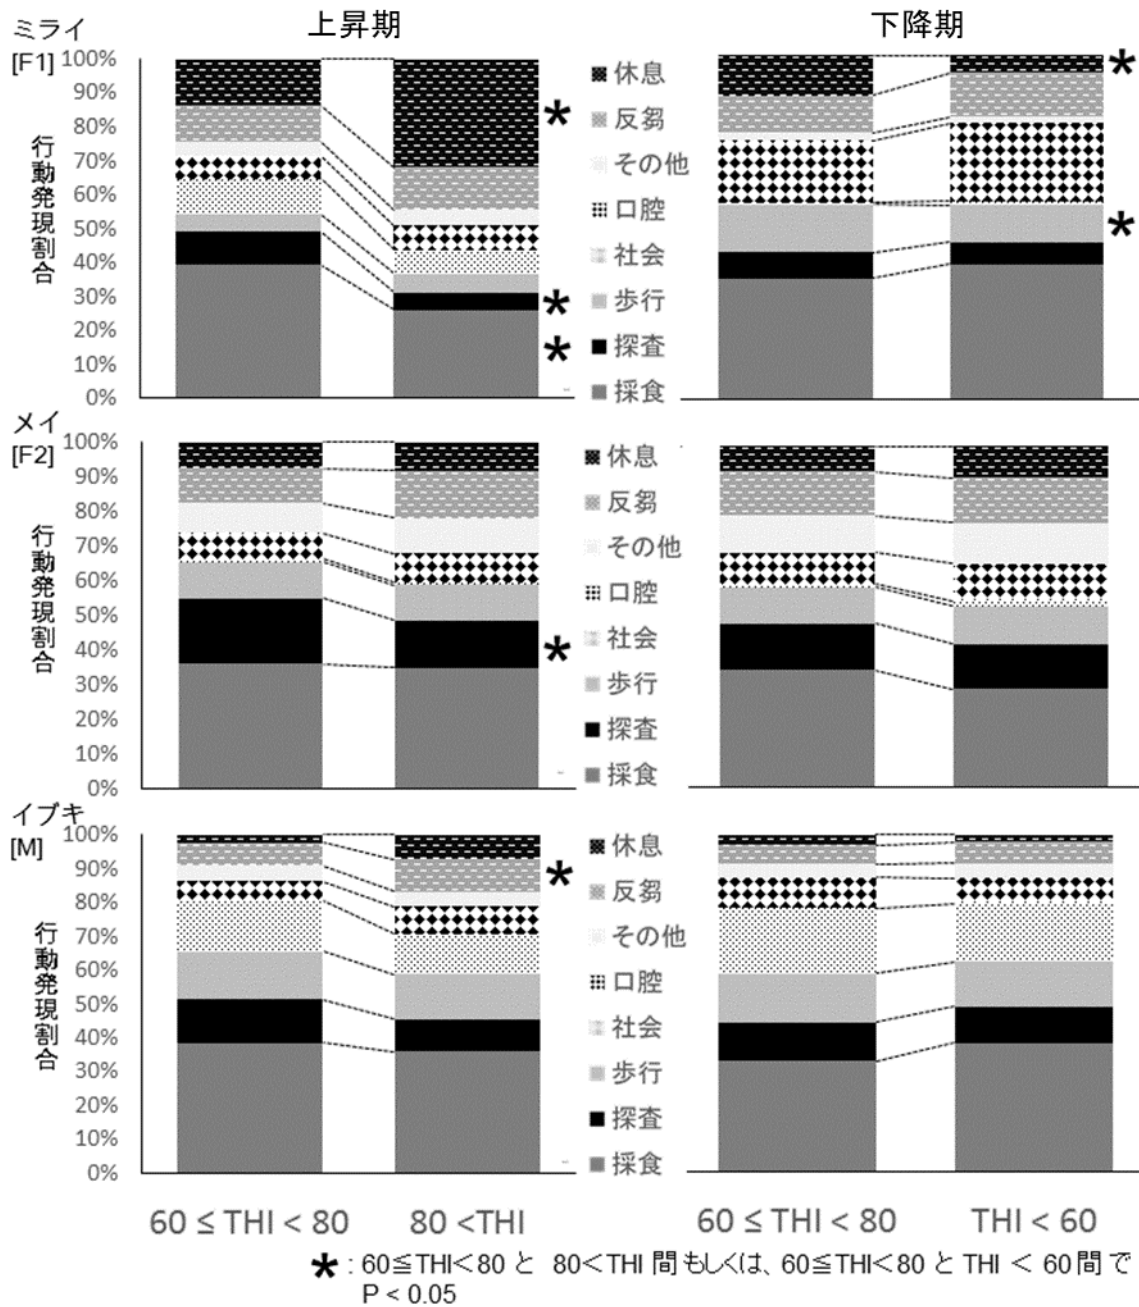 上昇期
下降期
ミライ
[F1]
100%
90%
80%
70%
60%
50%
40%
30%
20%
10%
0%
行動発現割合
*
*
*
休息
反芻
その他
口腔
社会
歩行
探査
採食
*
*
メイ
[F2]
100%
90%
80%
70%
60%
50%
40%
30%
20%
10%
0%
行動発現割合
*
休息
反芻
その他
口腔
社会
歩行
探査
採食
イブキ
[M]
100%
90%
80%
70%
60%
50%
40%
30%
20%
10%
0%
行動発現割合
*
休息
反芻
その他
口腔
社会
歩行
探査
採食
60 ≤ THI < 80
80 <THI
60 ≤ THI < 80
THI < 60
* : 60≦THI<80 と 80<THI 間もしくは、60≦THI<80 と THI < 60 間で
P < 0.05